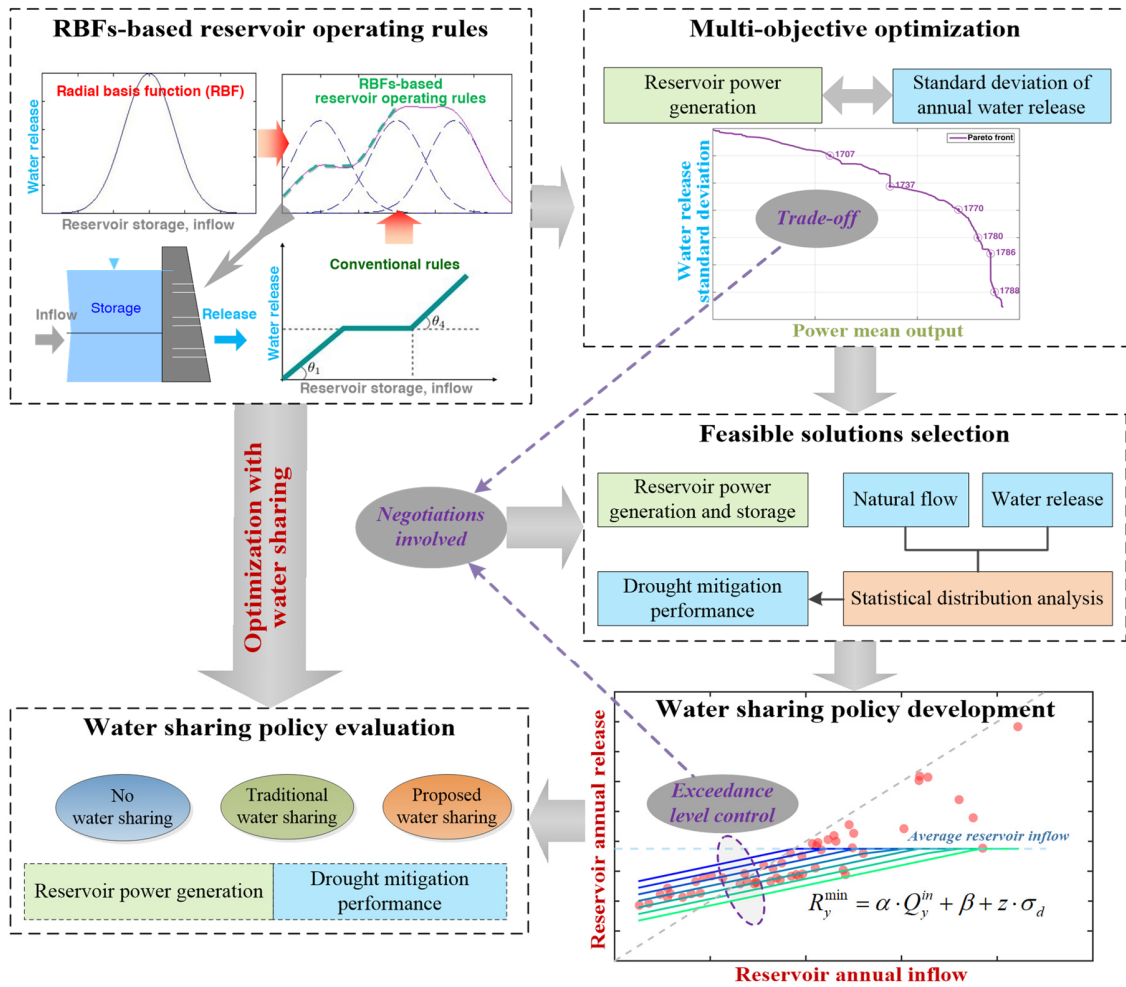 RBFs-based reservoir operating rules
Radial basis function (RBF)
Water release
Reservoir storage, inflow
RBFs-based
reservoir operating rules
Inflow
Storage
Release
Conventional rules
Water release
θ1
θ4
Reservoir storage, inflow
Multi-objective optimization
Reservoir power
generation
Standard deviation of
annual water release
Pareto front
1707
1737
1770
1780
1786
1788
Trade-off
Water release
standard deviation
Power mean output
Optimization with
water sharing
Negotiations
involved
Feasible solutions selection
Reservoir power
generation and storage
Natural flow
Water release
Drought mitigation
performance
Statistical distribution analysis
Water sharing policy evaluation
No
water sharing
Traditional
water sharing
Proposed
water sharing
Reservoir power generation
Drought mitigation
performance
Water sharing policy development
Exceedance
level control
Average reservoir inflow
R_y^min = α·Q_y^in + β + z·σ_d
Reservoir annual release
Reservoir annual inflow